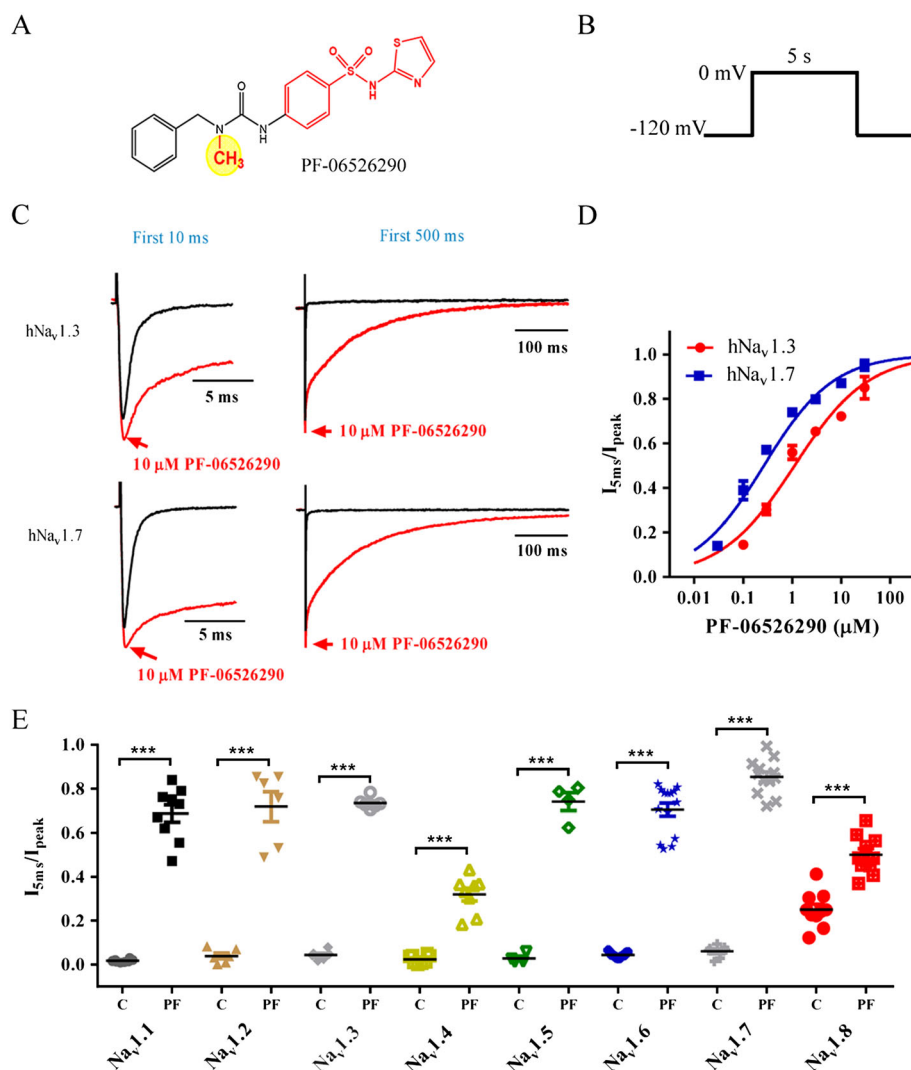 A
O O S
S
N
N
H
O
N
N
H
CH3
PF-06526290
B
5 s
0 mV
-120 mV
C
First 10 ms
First 500 ms
hNav1.3
5 ms
100 ms
10 µM PF-06526290
10 µM PF-06526290
hNav1.7
5 ms
100 ms
10 µM PF-06526290
10 µM PF-06526290
D
hNav1.3
hNav1.7
1.0
0.8
0.6
0.4
0.2
0.0
I5ms/Ipeak
0.01 0.1 1 10 100
PF-06526290 (µM)
E
1.0
0.8
0.6
0.4
0.2
0.0
I5ms/Ipeak
*** *** *** *** *** *** *** ***
C PF C PF C PF C PF C PF C PF C PF C PF
Nav1.1 Nav1.2 Nav1.3 Nav1.4 Nav1.5 Nav1.6 Nav1.7 Nav1.8